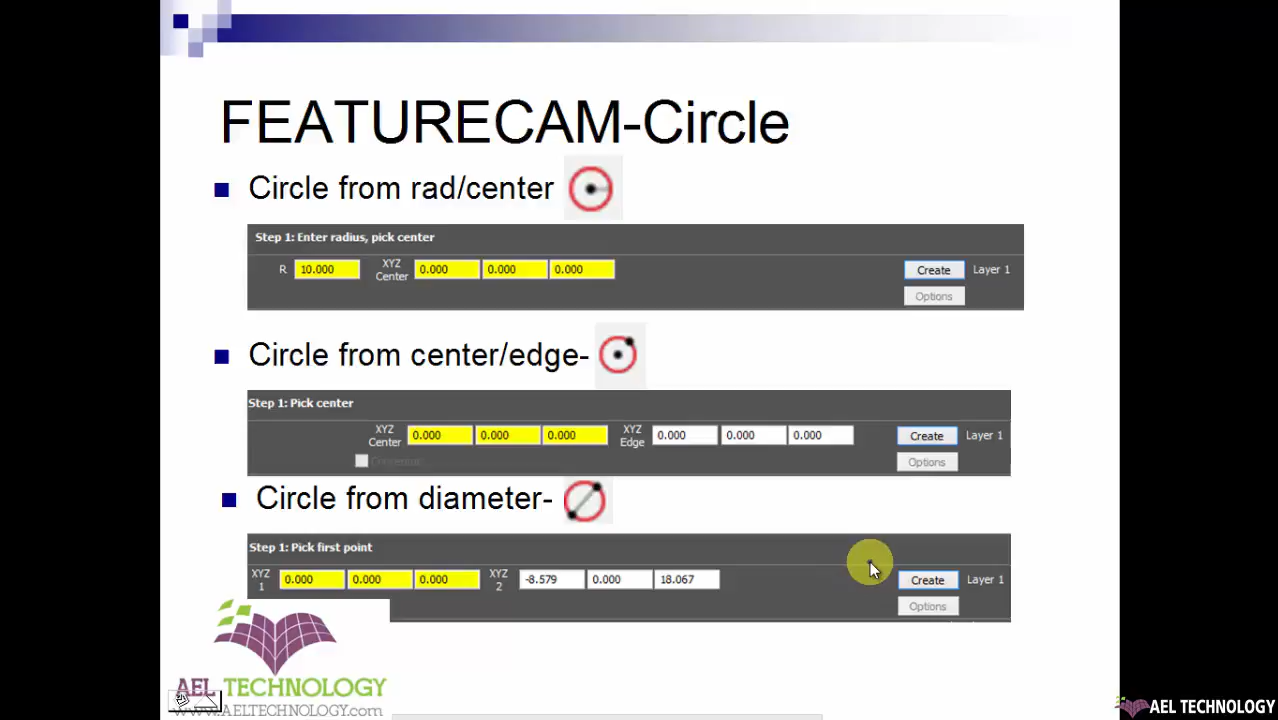 FEATURECAM-Circle
Circle from rad/center
Step 1: Enter radius, pick center
R 10.000 XYZ Center 0.000 0.000 0.000 Create Layer 1
Options
Circle from center/edge-
Step 1: Pick center
XYZ Center 0.000 0.000 0.000 XYZ Edge 0.000 0.000 0.000 Create Layer 1
Options
Circle from diameter-
Step 1: Pick first point
XYZ 1 0.000 0.000 0.000 XYZ 2 -8.579 0.000 18.067 Create Layer 1
Options
AEL TECHNOLOGY
www.AELTECHNOLOGY.com
AEL TECHNOLOGY